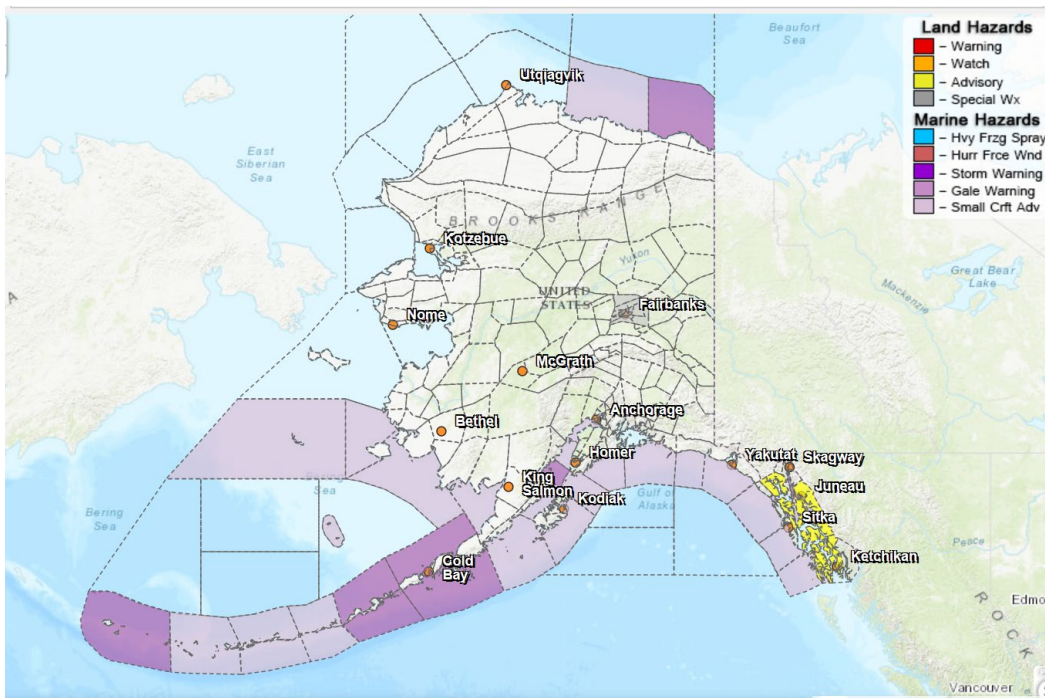 Land Hazards
– Warning
– Watch
– Advisory
– Special Wx
Marine Hazards
– Hvy Frzg Spray
– Hurr Frce Wnd
– Storm Warning
– Gale Warning
– Small Crft Adv
Beaufort
Sea
Utqiagvik
East
Siberian
Sea
BROOKS RANGE
Kotzebue
Yukon
Great Bear
Lake
Mackenzie
UNITED
STATES
Fairbanks
A
Nome
McGrath
Anchorage
Bethel
Homer
Yakutat
Skagway
King
Salmon
Juneau
Kodiak
Gulf of
Alaska
Sea
Bering
Sea
Sitka
Peace
Ketchikan
Cold
Bay
Edmo
ROCK
Vancouver